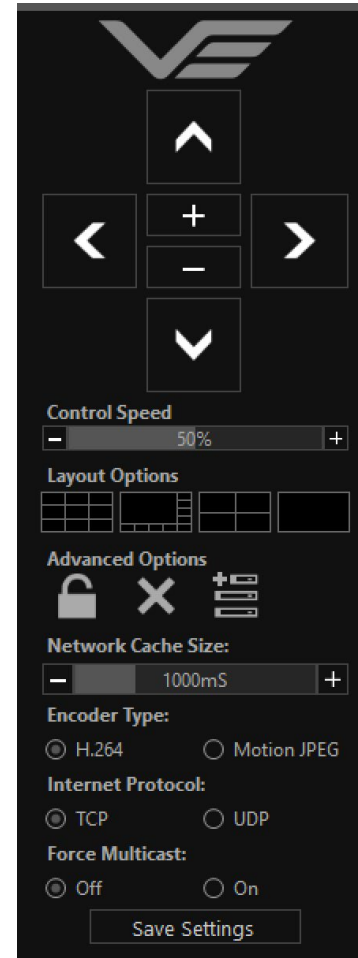 VE
+
−
Control Speed
− 50% +
Layout Options
Advanced Options
Network Cache Size:
− 1000mS +
Encoder Type:
H.264 Motion JPEG
Internet Protocol:
TCP UDP
Force Multicast:
Off On
Save Settings